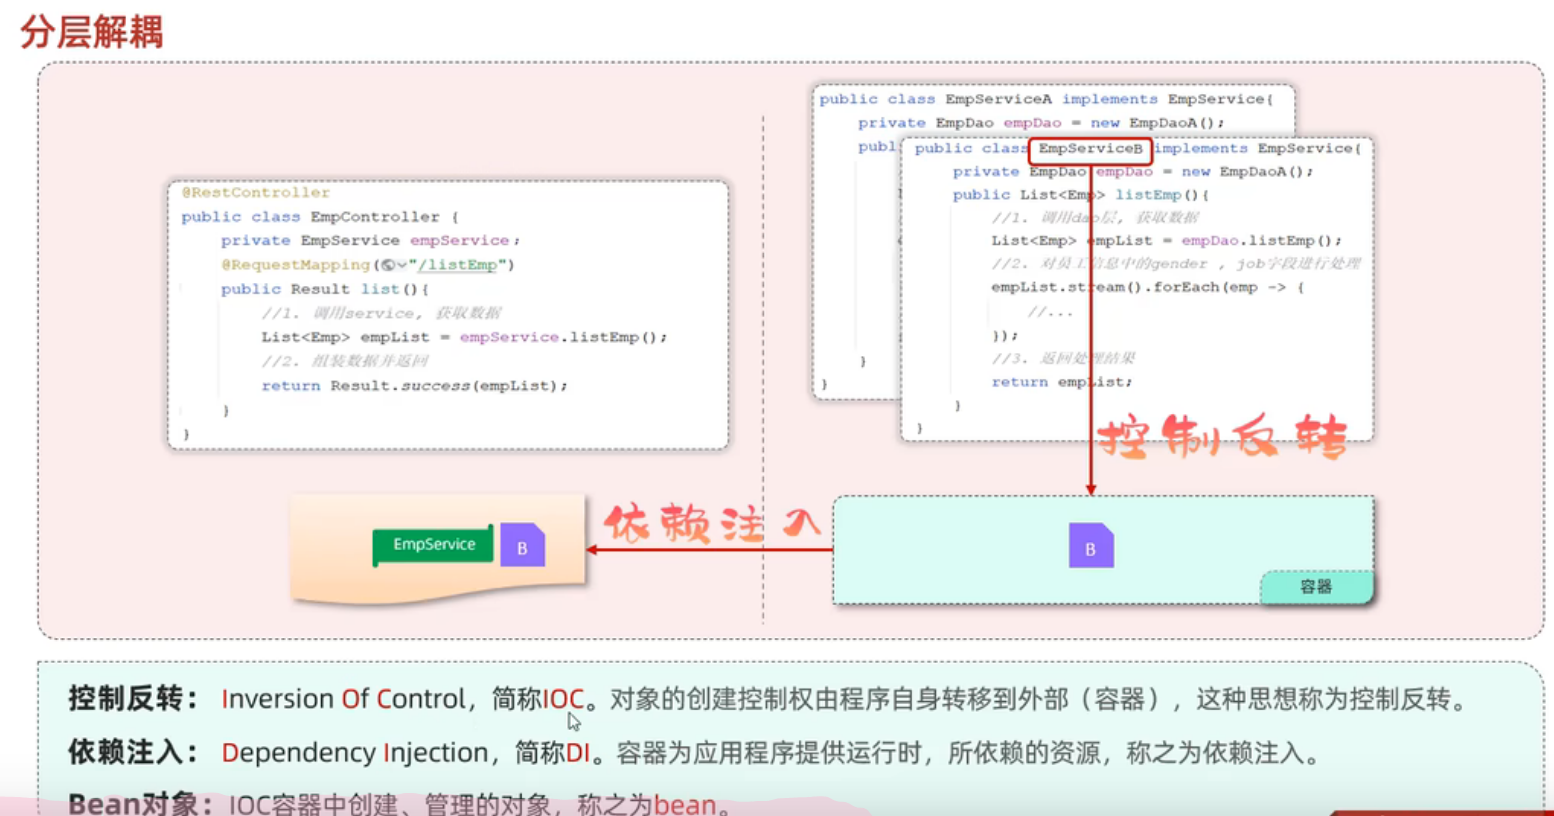 分层解耦
@RestController
public class EmpController {
private EmpService empService;
@RequestMapping("/listEmp")
public Result list(){
//1. 调用service, 获取数据
List<Emp> empList = empService.listEmp();
//2. 组装数据并返回
return Result.success(empList);
}
}
public class EmpServiceA implements EmpService{
private EmpDao empDao = new EmpDaoA();
publ
}
}
public class EmpServiceB implements EmpService{
private EmpDao empDao = new EmpDaoA();
public List<Emp> listEmp(){
//1. 调用dao层, 获取数据
List<Emp> empList = empDao.listEmp();
//2. 对员工信息中的gender , job字段进行处理
empList.stream().forEach(emp -> {
//...
});
//3. 返回处理结果
return empList;
}
}
控制反转
依赖注入
EmpService
B
B
容器
控制反转： Inversion Of Control，简称IOC。对象的创建控制权由程序自身转移到外部（容器），这种思想称为控制反转。
依赖注入： Dependency Injection，简称DI。容器为应用程序提供运行时，所依赖的资源，称之为依赖注入。
Bean对象：IOC容器中创建、管理的对象，称之为bean。